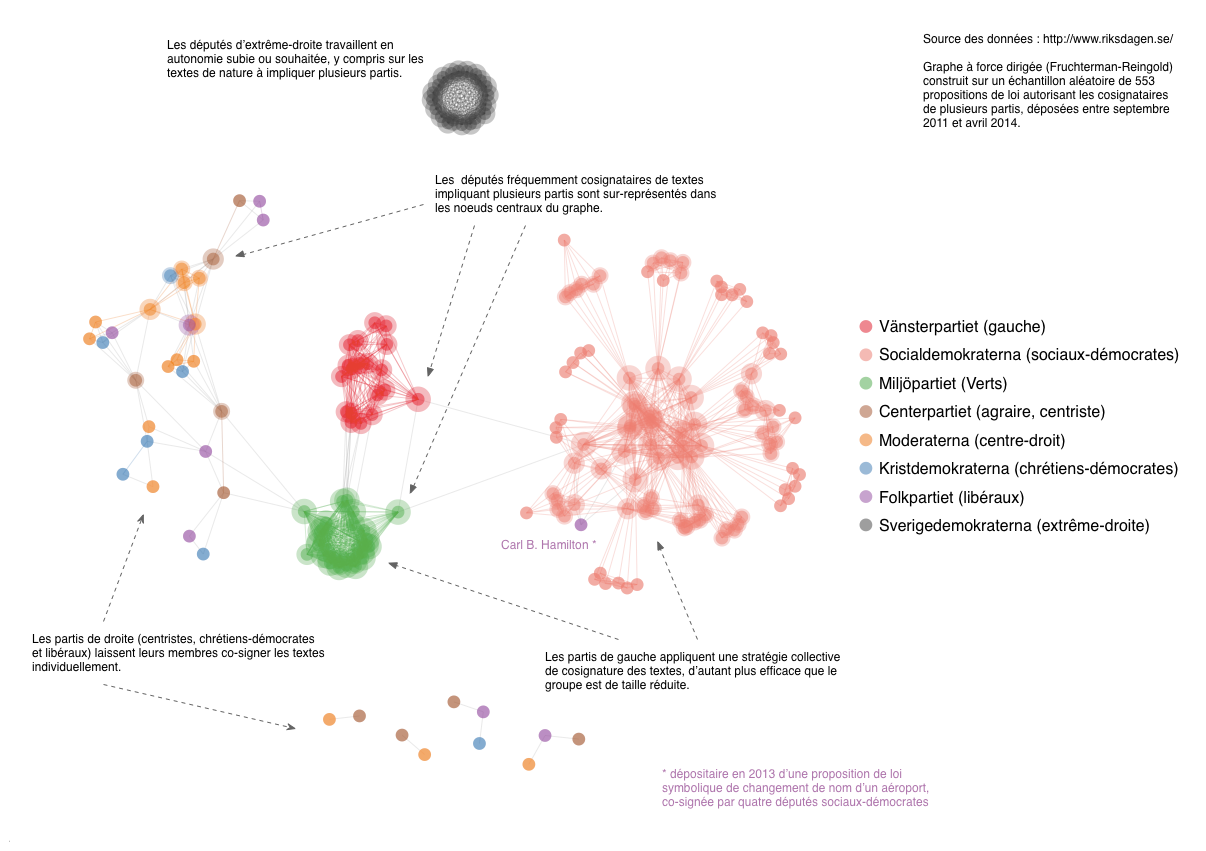 Les députés d'extrême-droite travaillent en
autonomie subie ou souhaitée, y compris sur les
textes de nature à impliquer plusieurs partis.
Source des données : http://www.riksdagen.se/
Graphe à force dirigée (Fruchterman-Reingold)
construit sur un échantillon aléatoire de 553
propositions de loi autorisant les cosignataires
de plusieurs partis, déposées entre septembre
2011 et avril 2014.
Les députés fréquemment cosignataires de textes
impliquant plusieurs partis sont sur-représentés dans
les noeuds centraux du graphe.
Vänsterpartiet (gauche)
Socialdemokraterna (sociaux-démocrates)
Miljöpartiet (Verts)
Centerpartiet (agraire, centriste)
Moderaterna (centre-droit)
Kristdemokraterna (chrétiens-démocrates)
Folkpartiet (libéraux)
Sverigedemokraterna (extrême-droite)
Carl B. Hamilton *
Les partis de droite (centristes, chrétiens-démocrates
et libéraux) laissent leurs membres co-signer les textes
individuellement.
Les partis de gauche appliquent une stratégie collective
de cosignature des textes, d'autant plus efficace que le
groupe est de taille réduite.
* dépositaire en 2013 d'une proposition de loi
symbolique de changement de nom d'un aéroport,
co-signée par quatre députés sociaux-démocrates